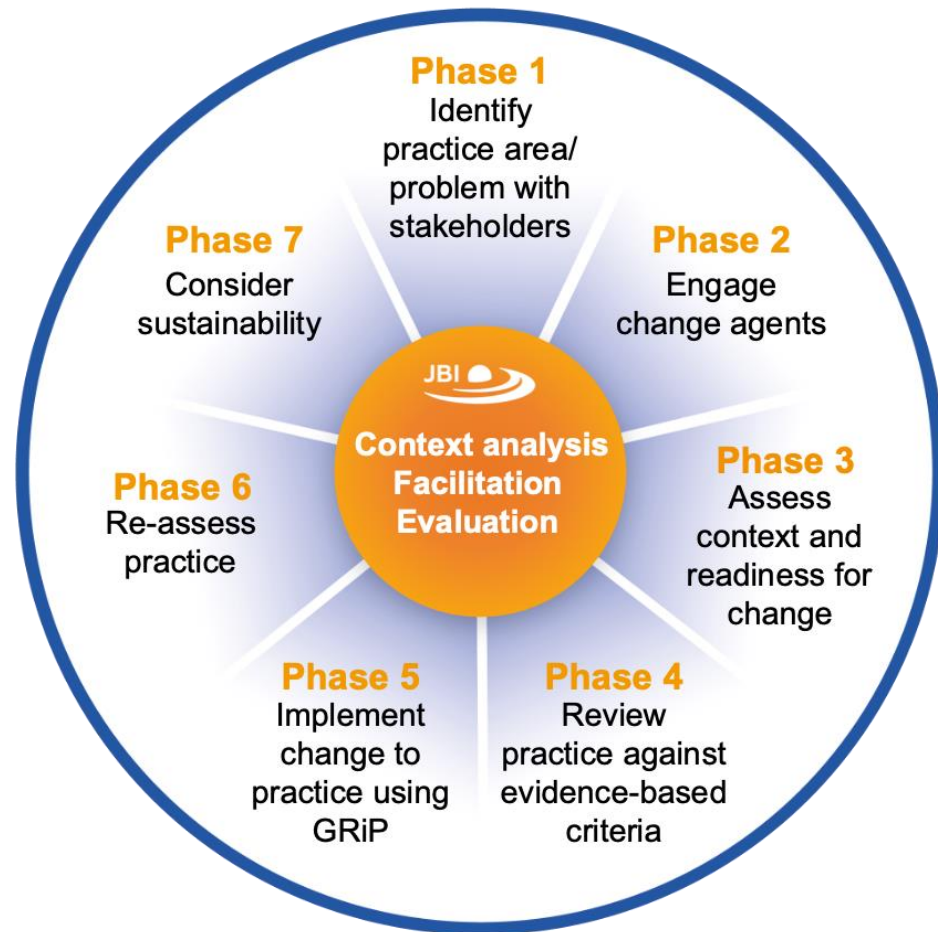 Phase 1
Identify
practice area/
problem with
stakeholders
Phase 2
Engage
change agents
Phase 3
Assess
context and
readiness for
change
Phase 4
Review
practice against
evidence-based
criteria
Phase 5
Implement
change to
practice using
GRiP
Phase 6
Re-assess
practice
Phase 7
Consider
sustainability
JBI
Context analysis
Facilitation
Evaluation